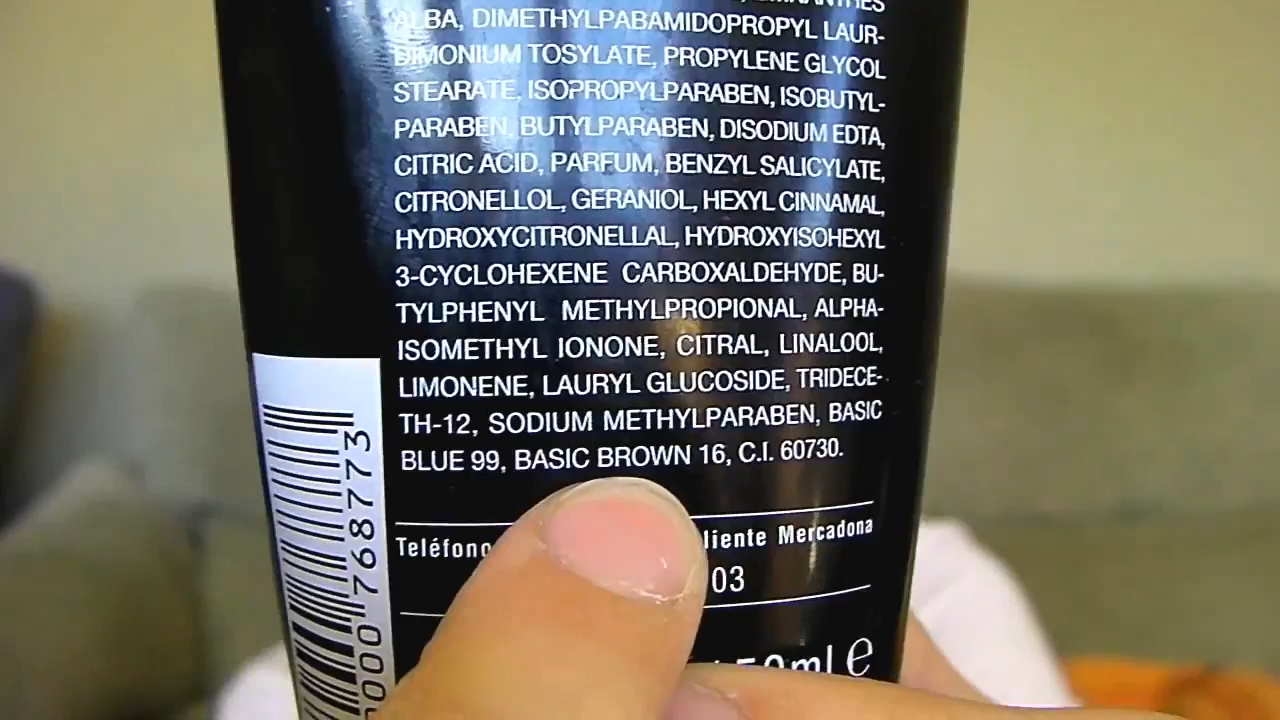 ALBA, DIMETHYLPABAMIDOPROPYL LAUR-
DIMONIUM TOSYLATE, PROPYLENE GLYCOL
STEARATE, ISOPROPYLPARABEN, ISOBUTYL-
PARABEN, BUTYLPARABEN, DISODIUM EDTA,
CITRIC ACID, PARFUM, BENZYL SALICYLATE,
CITRONELLOL, GERANIOL, HEXYL CINNAMAL,
HYDROXYCITRONELLAL, HYDROXYISOHEXYL
3-CYCLOHEXENE CARBOXALDEHYDE, BU-
TYLPHENYL METHYLPROPIONAL, ALPHA-
ISOMETHYL IONONE, CITRAL, LINALOOL,
LIMONENE, LAURYL GLUCOSIDE, TRIDECE-
TH-12, SODIUM METHYLPARABEN, BASIC
BLUE 99, BASIC BROWN 16, C.I. 60730.
Teléfono liente Mercadona
03
50ml e
000 768773